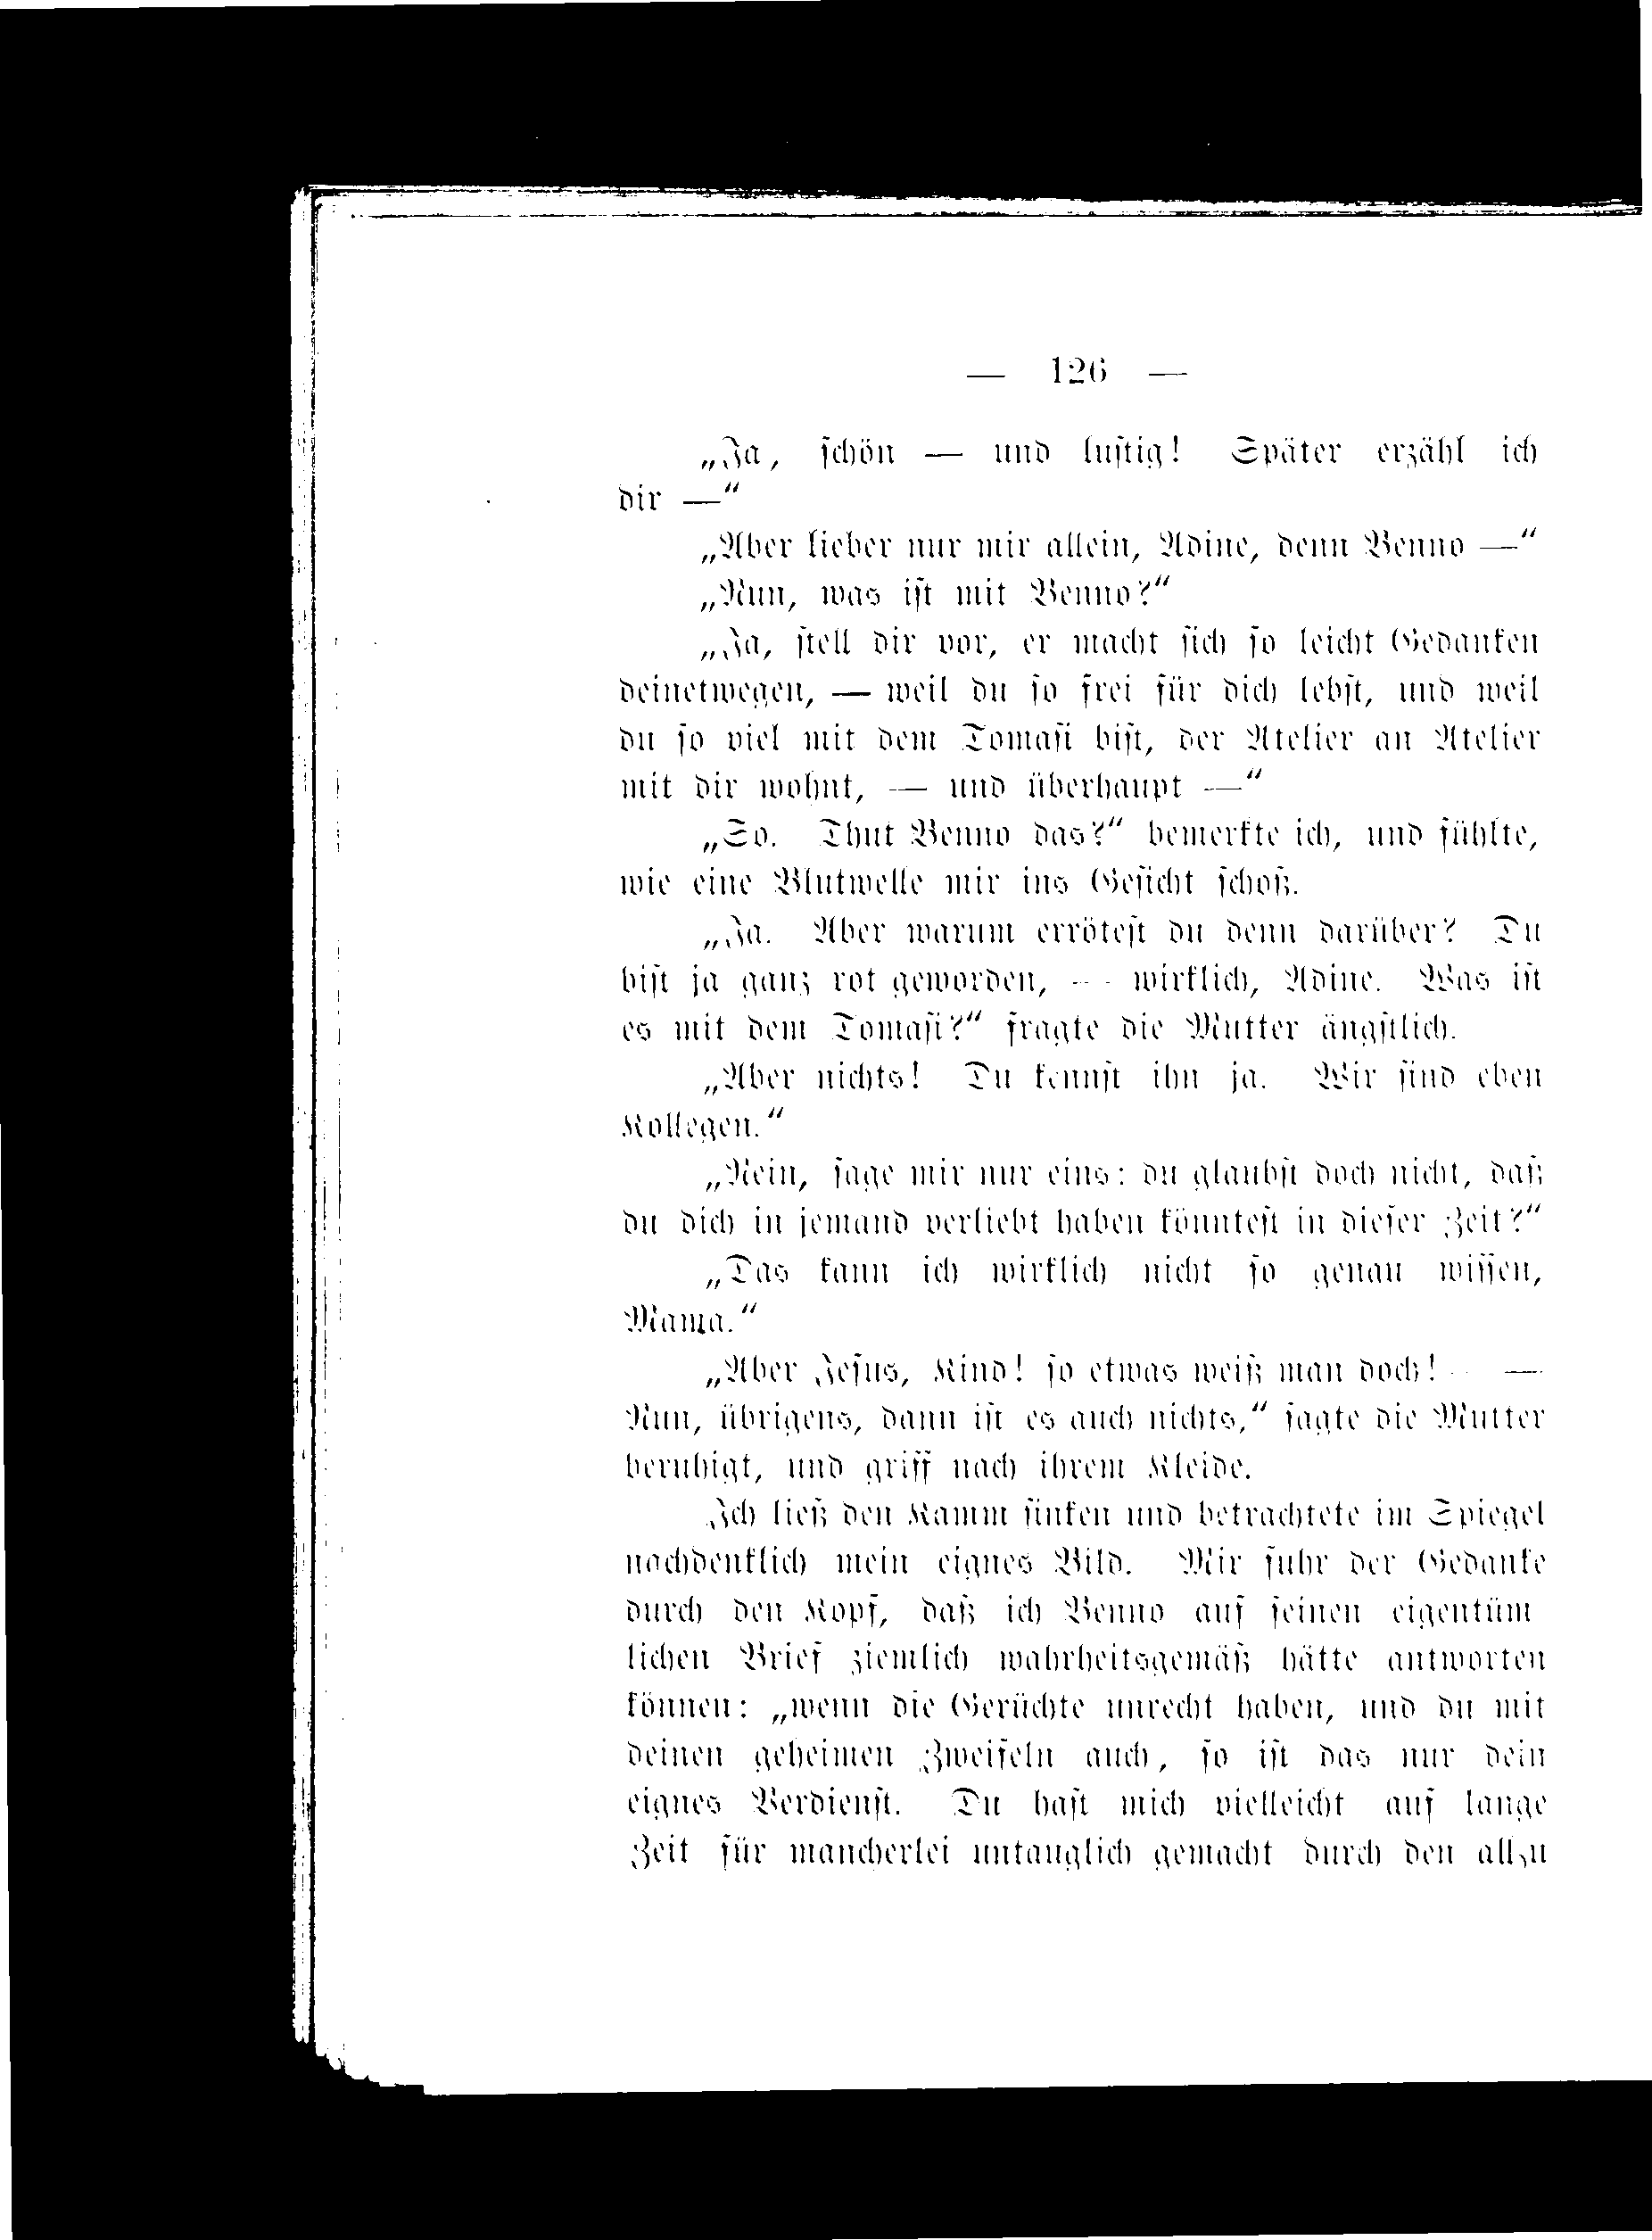 — 126 —
„Ja, schön — und lustig! Später erzähl ich
dir —“
„Aber lieber nur mir allein, Adine, denn Benno —“
„Nun, was ist mit Benno?“
„Ja, stell dir vor, er macht sich so leicht Gedanken
deinetwegen, — weil du so frei für dich lebst, und weil
du so viel mit dem Tomasi bist, der Atelier an Atelier
mit dir wohnt, — und überhaupt —“
„So. Thut Benno das?“ bemerkte ich, und fühlte,
wie eine Blutwelle mir ins Gesicht schoß.
„Ja. Aber warum errötest du denn darüber? Du
bist ja ganz rot geworden, — wirklich, Adine. Was ist
es mit dem Tomasi?“ fragte die Mutter ängstlich.
„Aber nichts! Du kennst ihn ja. Wir sind eben
Kollegen.“
„Nein, sage mir nur eins: du glaubst doch nicht, daß
du dich in jemand verliebt haben könntest in dieser Zeit?“
„Das kann ich wirklich nicht so genau wissen,
Mama.“
„Aber Jesus, Kind! so etwas weiß man doch! — —
Nun, übrigens, dann ist es auch nichts,“ sagte die Mutter
beruhigt, und griff nach ihrem Kleide.
Ich ließ den Kamm sinken und betrachtete im Spiegel
nachdenklich mein eignes Bild. Mir fuhr der Gedanke
durch den Kopf, daß ich Benno auf seinen eigentüm
lichen Brief ziemlich wahrheitsgemäß hätte antworten
können: „wenn die Gerüchte unrecht haben, und du mit
deinen geheimen Zweifeln auch, so ist das nur dein
eignes Verdienst. Du hast mich vielleicht auf lange
Zeit für mancherlei untauglich gemacht durch den allzu